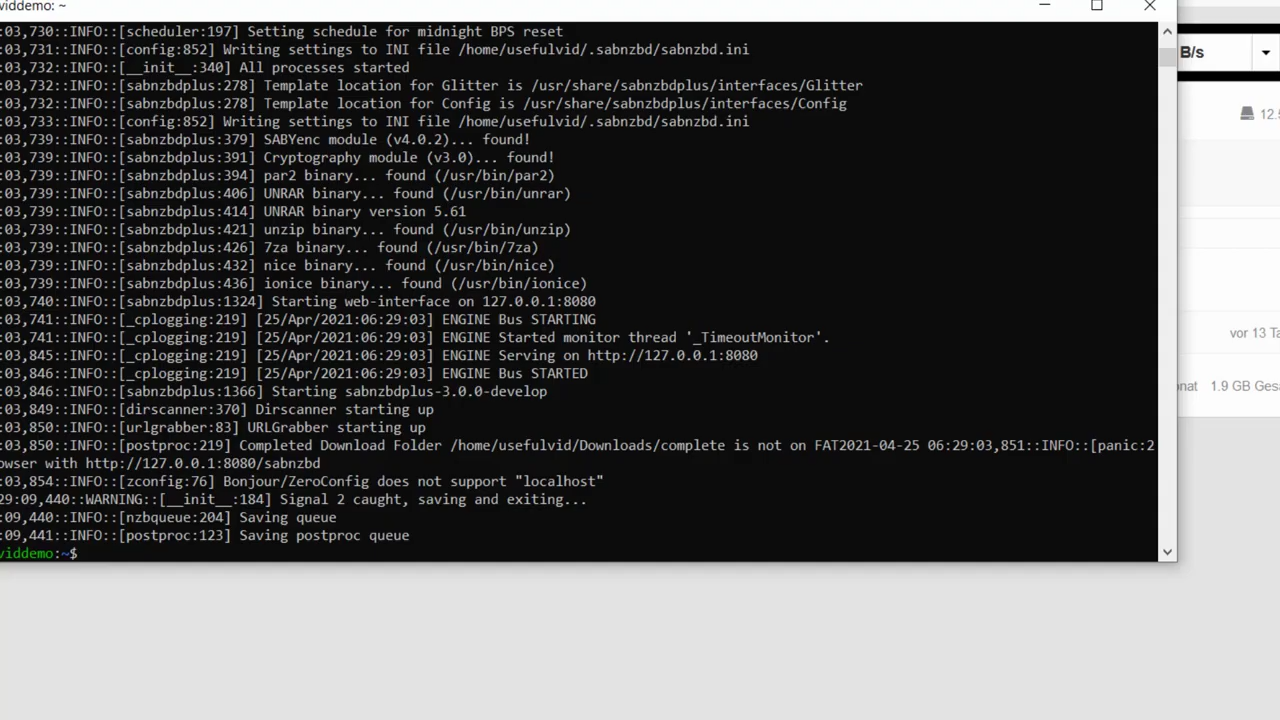 viddemo: ~
:03,730::INFO::[scheduler:197] Setting schedule for midnight BPS reset
:03,731::INFO::[config:852] Writing settings to INI file /home/usefulvid/.sabnzbd/sabnzbd.ini
:03,732::INFO::[__init__:340] All processes started
:03,732::INFO::[sabnzbdplus:278] Template location for Glitter is /usr/share/sabnzbdplus/interfaces/Glitter
:03,732::INFO::[sabnzbdplus:278] Template location for Config is /usr/share/sabnzbdplus/interfaces/Config
:03,733::INFO::[config:852] Writing settings to INI file /home/usefulvid/.sabnzbd/sabnzbd.ini
:03,739::INFO::[sabnzbdplus:379] SABYenc module (v4.0.2)... found!
:03,739::INFO::[sabnzbdplus:391] Cryptography module (v3.0)... found!
:03,739::INFO::[sabnzbdplus:394] par2 binary... found (/usr/bin/par2)
:03,739::INFO::[sabnzbdplus:406] UNRAR binary... found (/usr/bin/unrar)
:03,739::INFO::[sabnzbdplus:414] UNRAR binary version 5.61
:03,739::INFO::[sabnzbdplus:421] unzip binary... found (/usr/bin/unzip)
:03,739::INFO::[sabnzbdplus:426] 7za binary... found (/usr/bin/7za)
:03,739::INFO::[sabnzbdplus:432] nice binary... found (/usr/bin/nice)
:03,739::INFO::[sabnzbdplus:436] ionice binary... found (/usr/bin/ionice)
:03,740::INFO::[sabnzbdplus:1324] Starting web-interface on 127.0.0.1:8080
:03,741::INFO::[_cplogging:219] [25/Apr/2021:06:29:03] ENGINE Bus STARTING
:03,741::INFO::[_cplogging:219] [25/Apr/2021:06:29:03] ENGINE Started monitor thread '_TimeoutMonitor'.
:03,845::INFO::[_cplogging:219] [25/Apr/2021:06:29:03] ENGINE Serving on http://127.0.0.1:8080
:03,846::INFO::[_cplogging:219] [25/Apr/2021:06:29:03] ENGINE Bus STARTED
:03,846::INFO::[sabnzbdplus:1366] Starting sabnzbdplus-3.0.0-develop
:03,849::INFO::[dirscanner:370] Dirscanner starting up
:03,850::INFO::[urlgrabber:83] URLGrabber starting up
:03,850::INFO::[postproc:219] Completed Download Folder /home/usefulvid/Downloads/complete is not on FAT2021-04-25 06:29:03,851::INFO::[panic:2
owser with http://127.0.0.1:8080/sabnzbd
:03,854::INFO::[zconfig:76] Bonjour/ZeroConfig does not support "localhost"
29:09,440::WARNING::[__init__:184] Signal 2 caught, saving and exiting...
:09,440::INFO::[nzbqueue:204] Saving queue
:09,441::INFO::[postproc:123] Saving postproc queue
viddemo:~$
B/s
12.5
vor 13 Ta
onat 1.9 GB Gesa